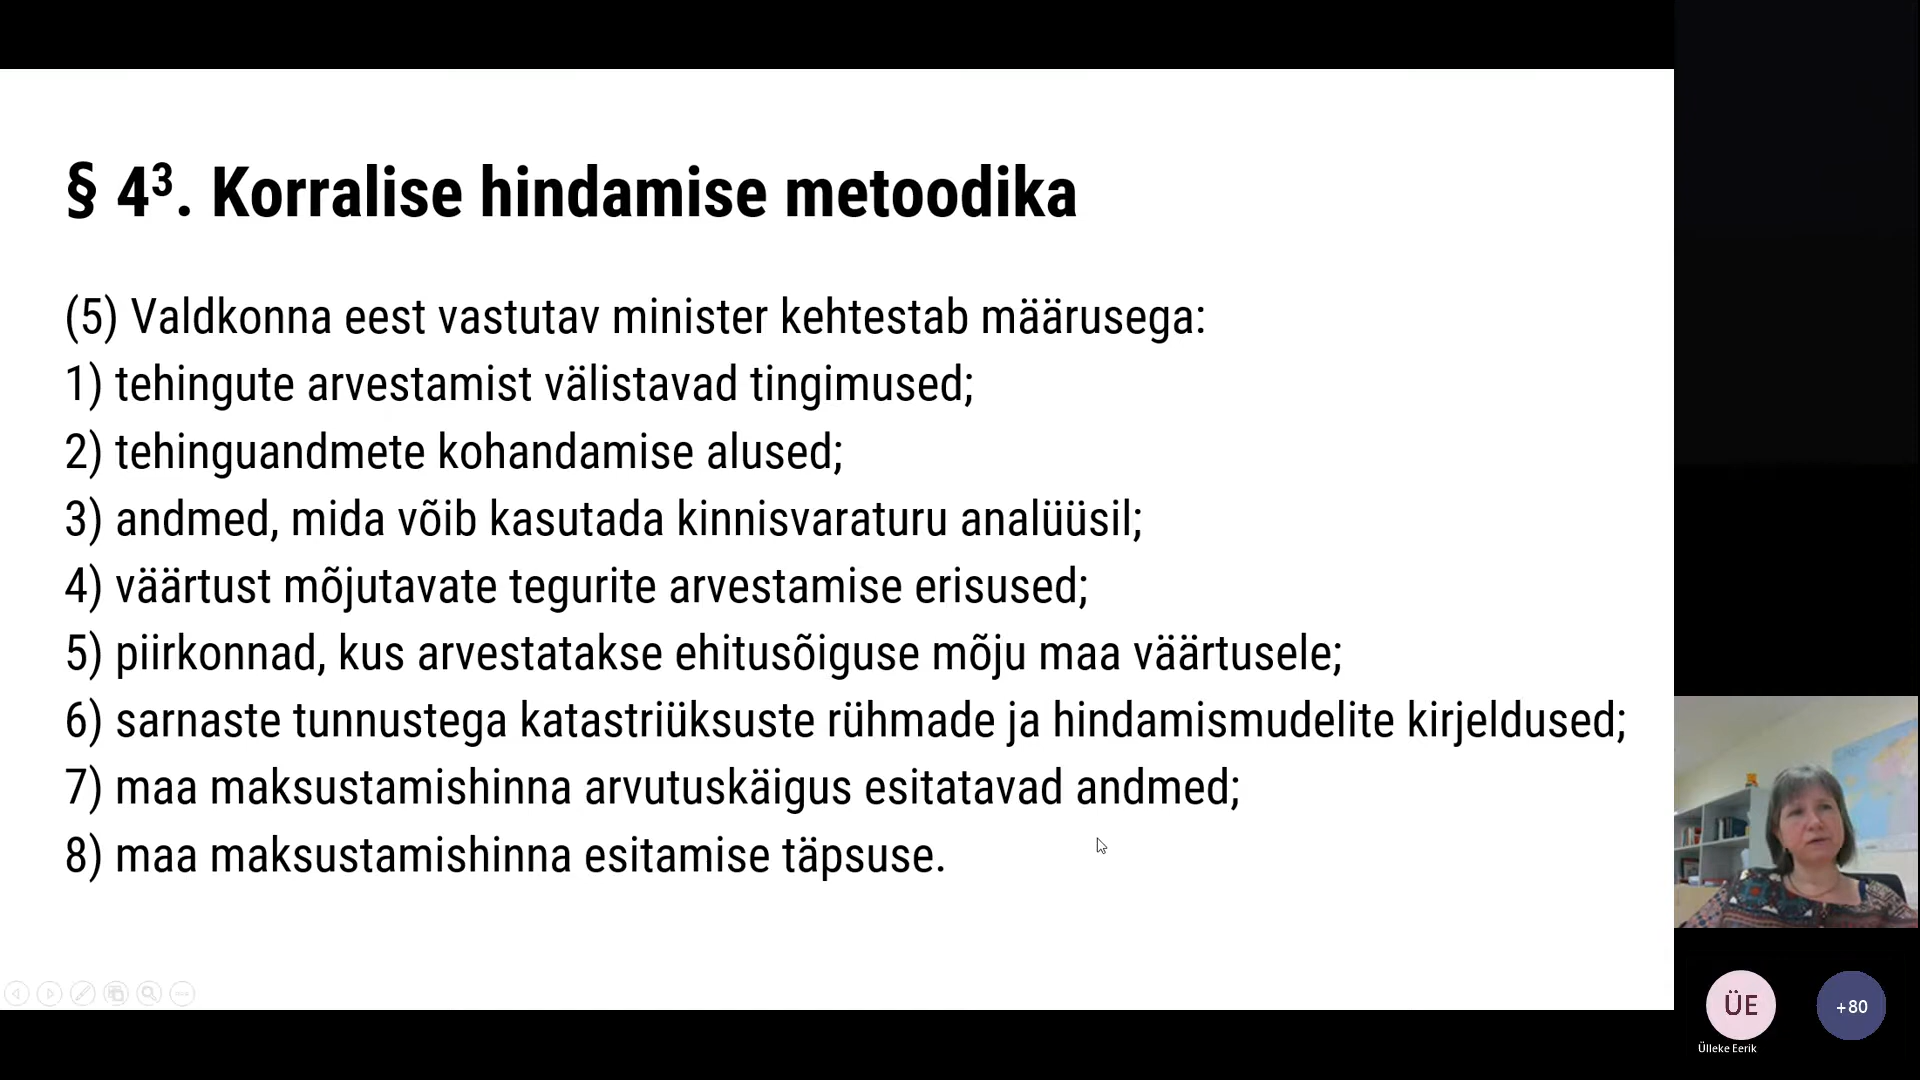 § 4³. Korralise hindamise metoodika
(5) Valdkonna eest vastutav minister kehtestab määrusega:
1) tehingute arvestamist välistavad tingimused;
2) tehinguandmete kohandamise alused;
3) andmed, mida võib kasutada kinnisvaraturu analüüsil;
4) väärtust mõjutavate tegurite arvestamise erisused;
5) piirkonnad, kus arvestatakse ehitusõiguse mõju maa väärtusele;
6) sarnaste tunnustega katastriüksuste rühmade ja hindamismudelite kirjeldused;
7) maa maksustamishinna arvutuskäigus esitatavad andmed;
8) maa maksustamishinna esitamise täpsuse.
ÜE
+80
Ülleke Eerik